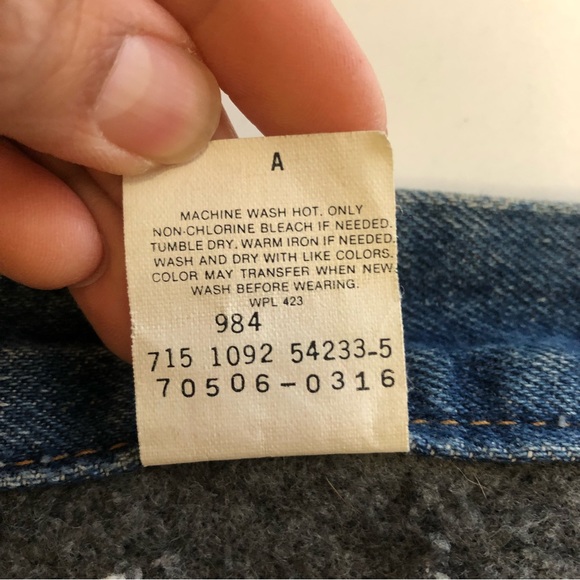 A
MACHINE WASH HOT. ONLY
NON-CHLORINE BLEACH IF NEEDED.
TUMBLE DRY. WARM IRON IF NEEDED.
WASH AND DRY WITH LIKE COLORS.
COLOR MAY TRANSFER WHEN NEW
WASH BEFORE WEARING.
WPL 423
984
715 1092 54233-5
70506-0316